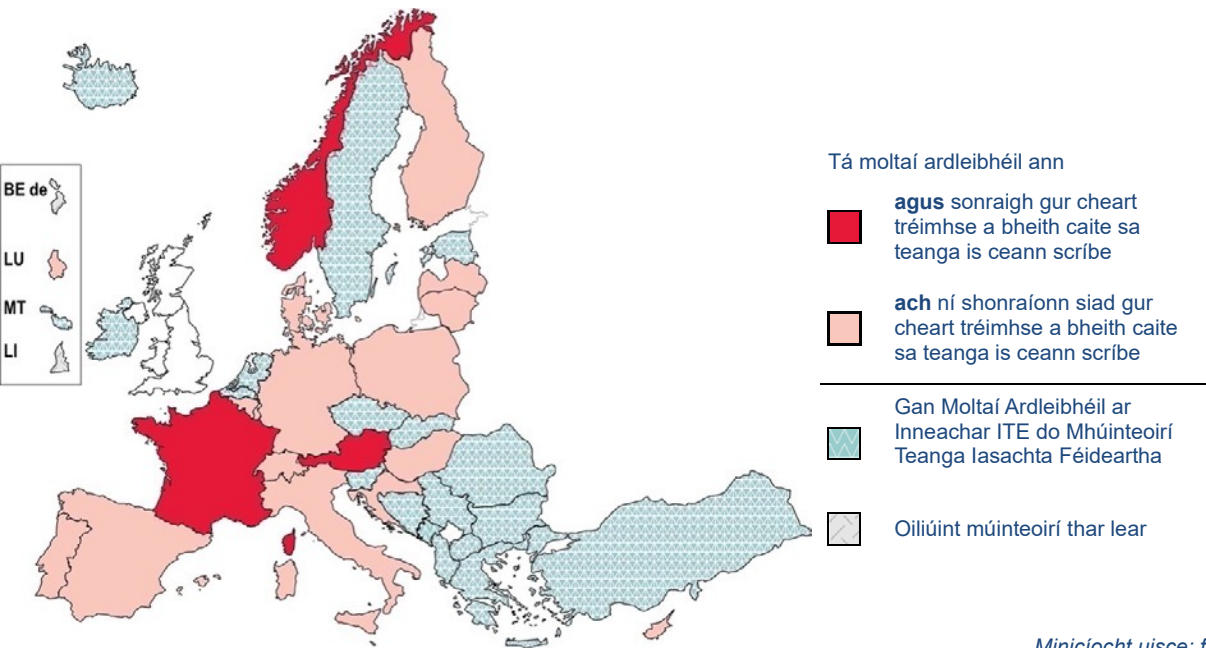 BE de
LU
MT
LI
Tá moltaí ardleibhéil ann
agus sonraigh gur cheart
tréimhse a bheith caite sa
teanga is ceann scríbe
ach ní shonraíonn siad gur
cheart tréimhse a bheith caite
sa teanga is ceann scríbe
Gan Moltaí Ardleibhéil ar
Inneachar ITE do Mhúinteoirí
Teanga Iasachta Féideartha
Oiliúint múinteoirí thar lear
Minicíocht uisce: f